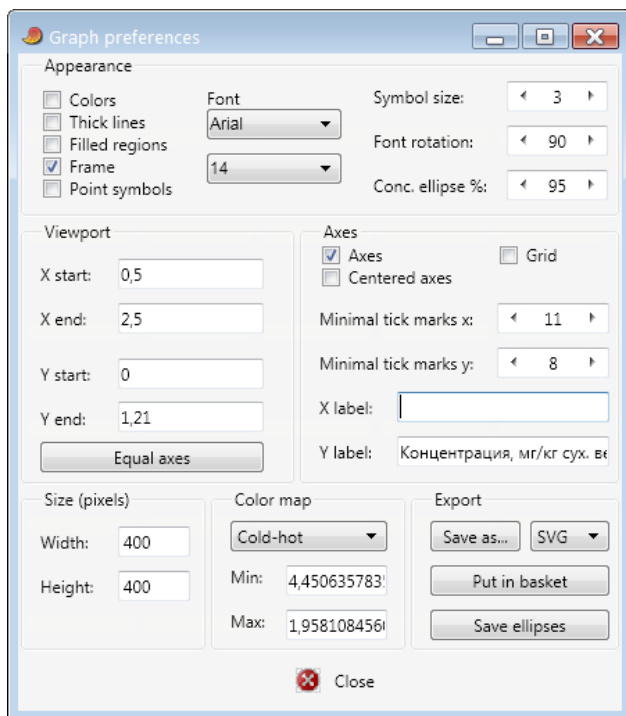 Graph preferences
Appearance
Colors
Thick lines
Filled regions
Frame
Point symbols
Font
Arial
14
Symbol size: 3
Font rotation: 90
Conc. ellipse %: 95
Viewport
X start: 0,5
X end: 2,5
Y start: 0
Y end: 1,21
Equal axes
Axes
Axes
Grid
Centered axes
Minimal tick marks x: 11
Minimal tick marks y: 8
X label:
Y label: Концентрация, мг/кг сух. ве
Size (pixels)
Width: 400
Height: 400
Color map
Cold-hot
Min: 4,450635783
Max: 1,958108456
Export
Save as... SVG
Put in basket
Save ellipses
Close